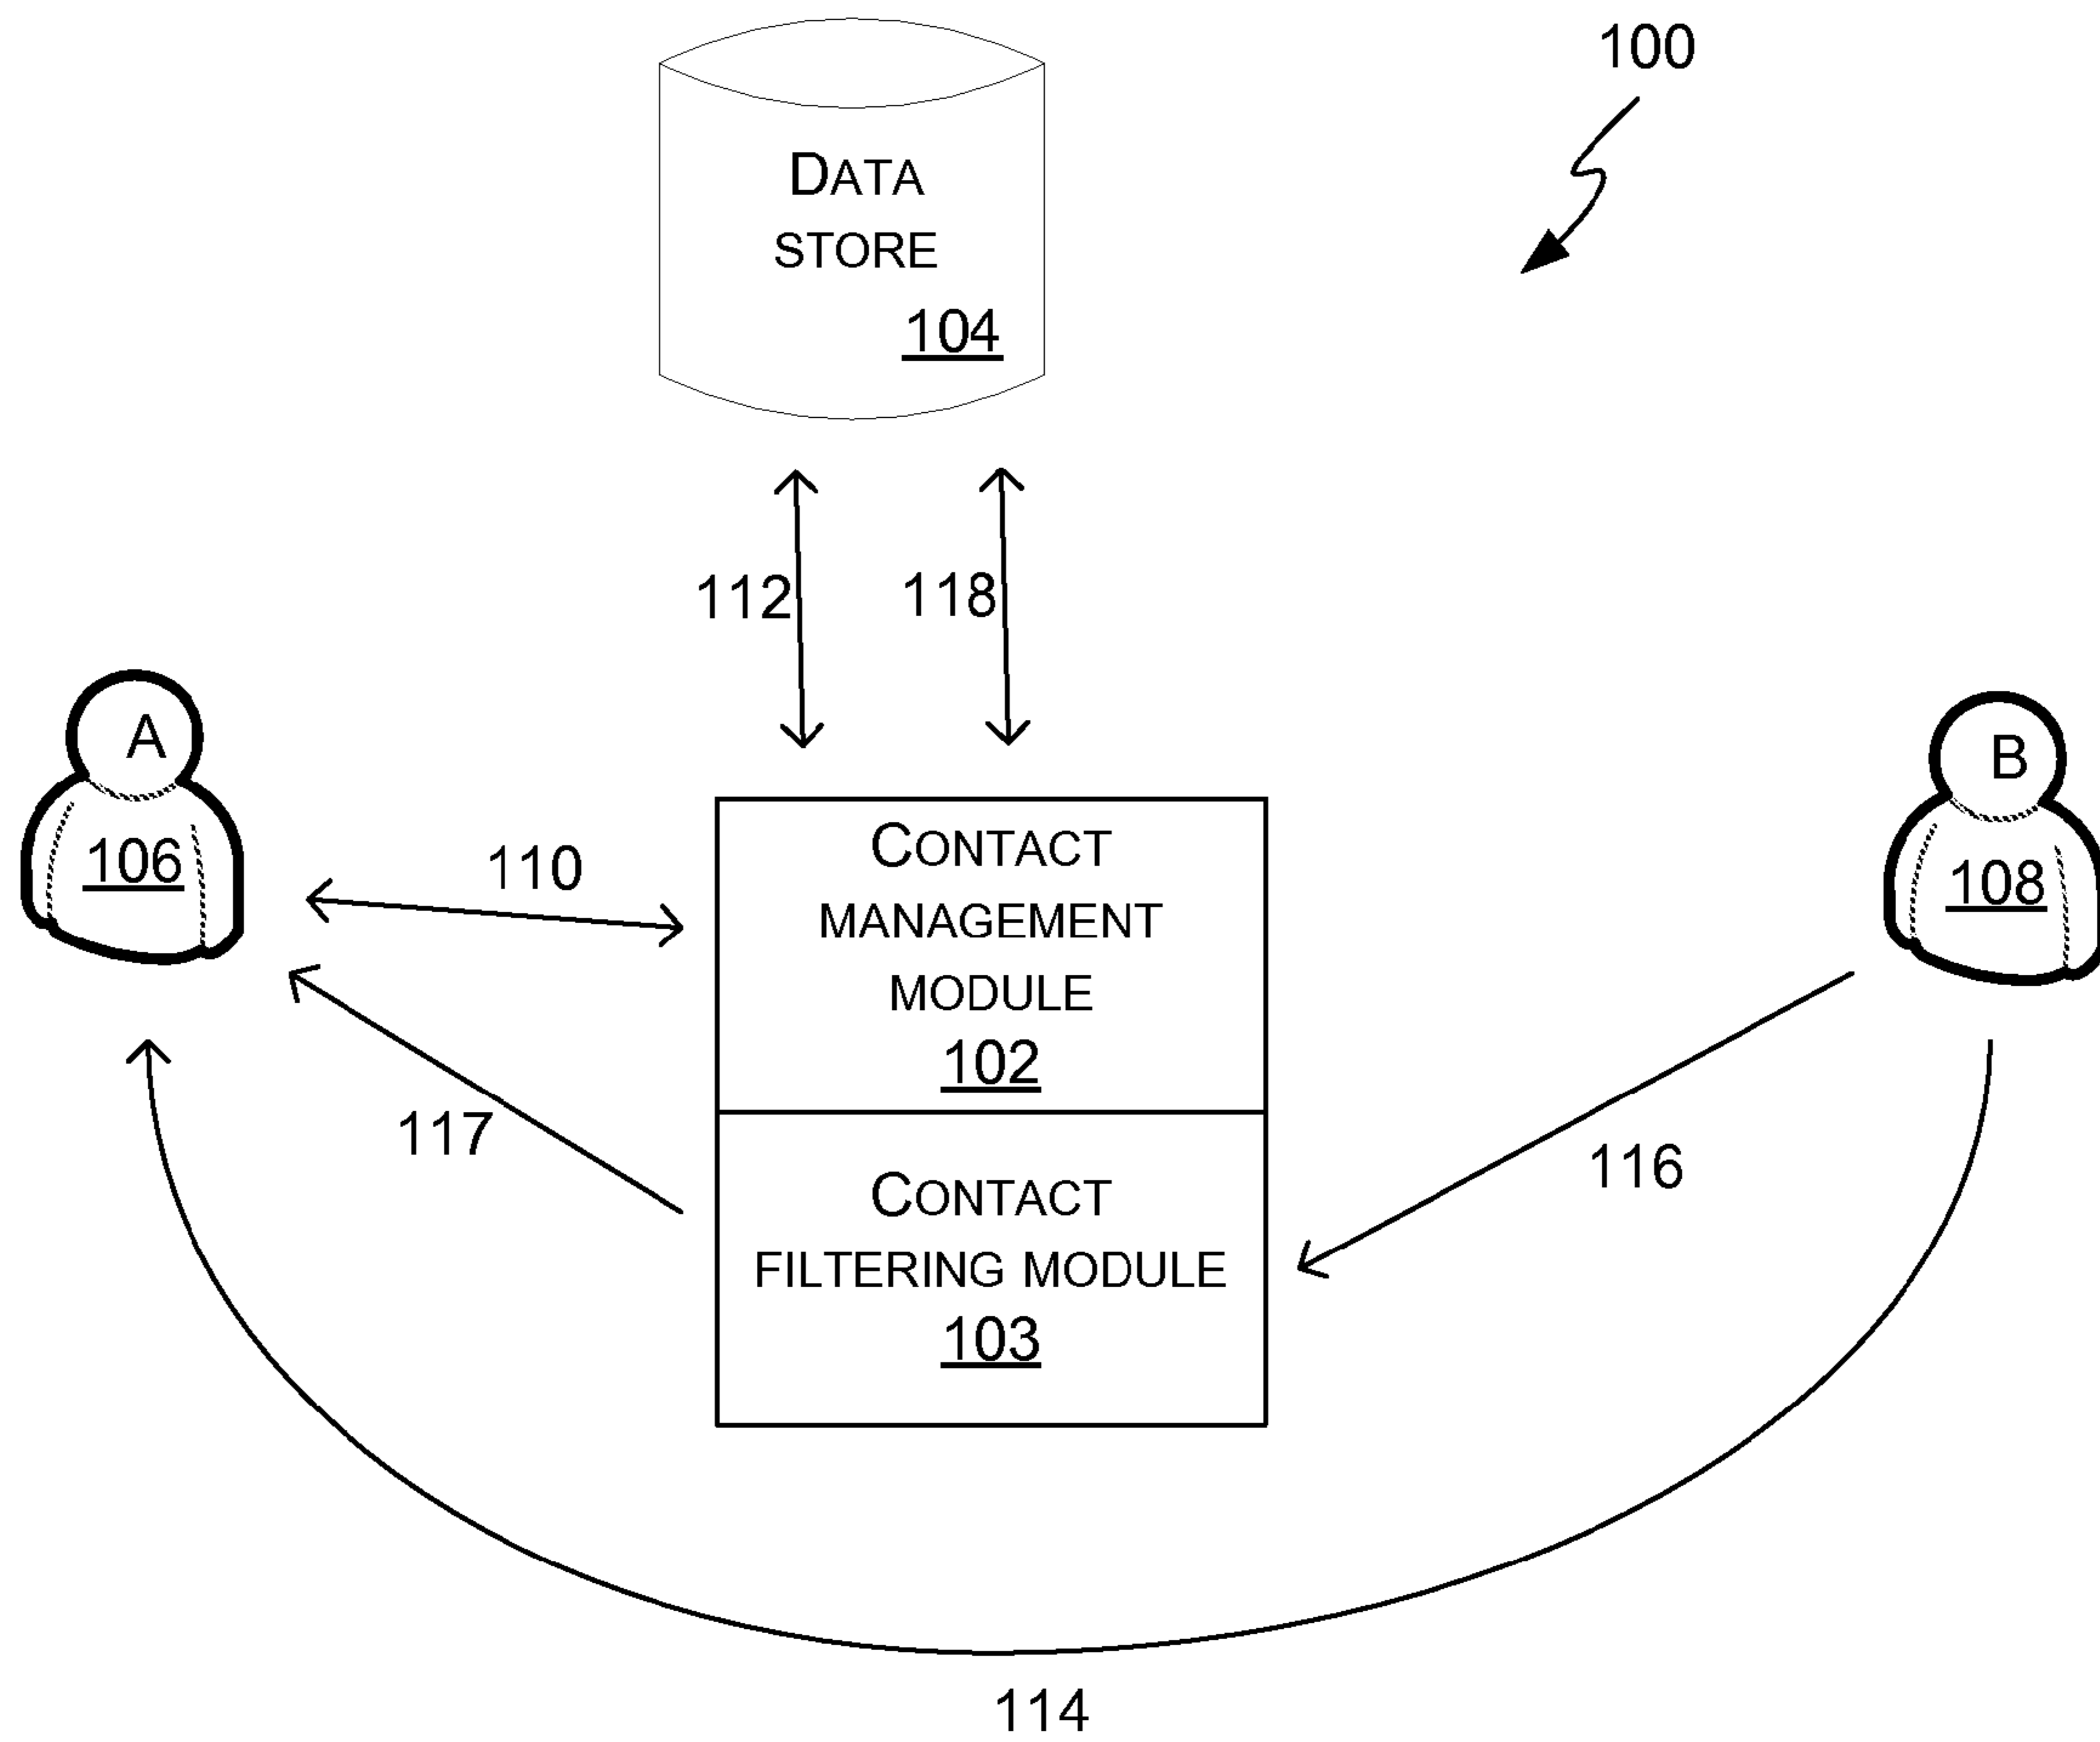 100
DATA
STORE
104
112
118
A
106
B
108
110
CONTACT
MANAGEMENT
MODULE
102
117
116
CONTACT
FILTERING MODULE
103
114